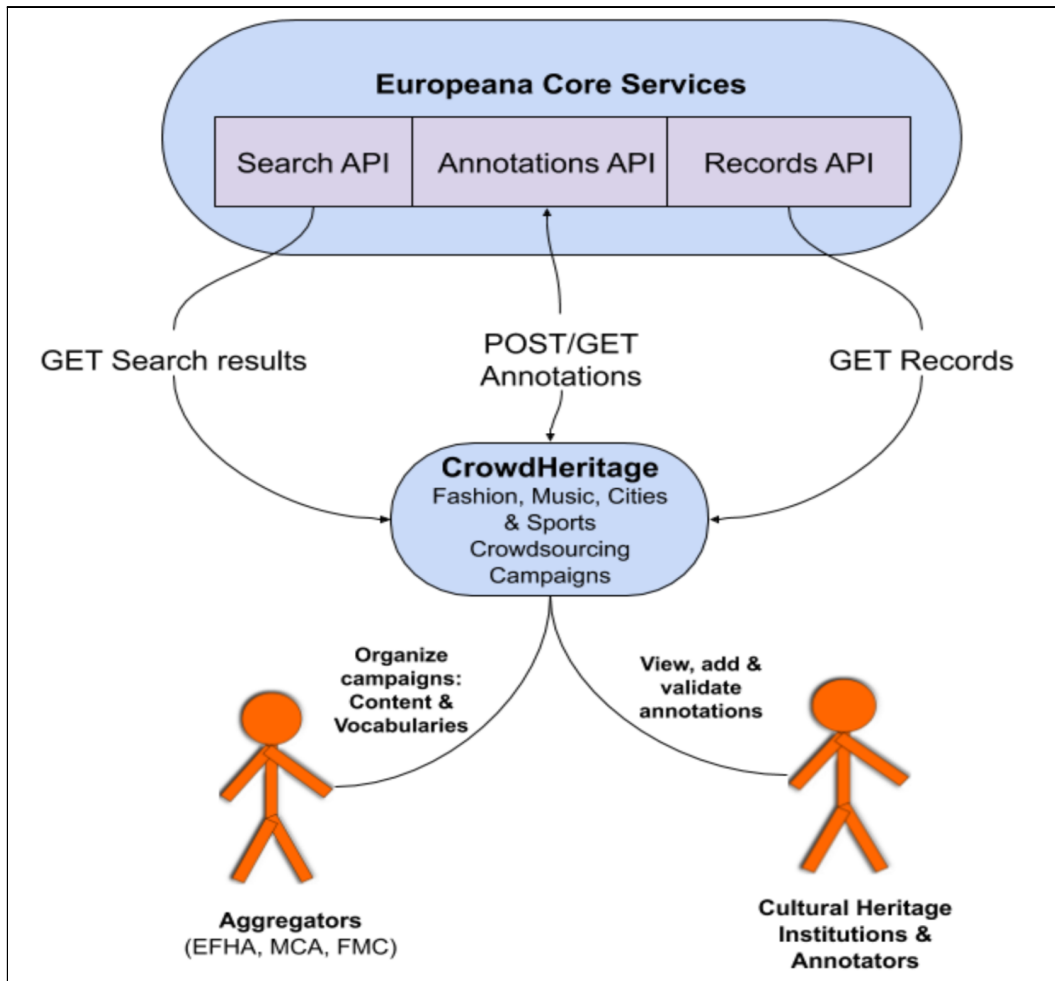 Europeana Core Services
Search API
Annotations API
Records API
GET Search results
POST/GET
Annotations
GET Records
CrowdHeritage
Fashion, Music, Cities
& Sports
Crowdsourcing
Campaigns
Organize
campaigns:
Content &
Vocabularies
View, add &
validate
annotations
Aggregators
(EFHA, MCA, FMC)
Cultural Heritage
Institutions &
Annotators